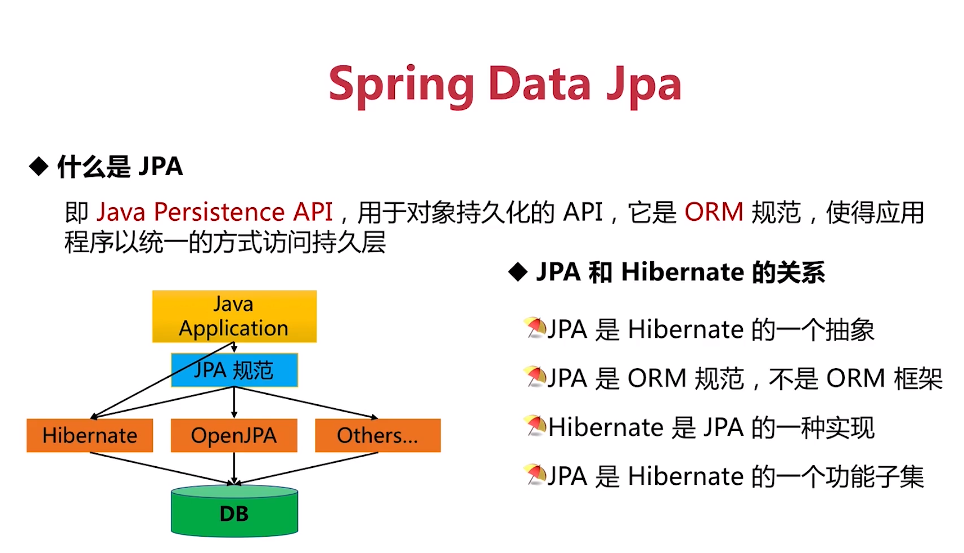 Spring Data Jpa
◆ 什么是 JPA
即 Java Persistence API，用于对象持久化的 API，它是 ORM 规范，使得应用
程序以统一的方式访问持久层
Java
Application
JPA 规范
Hibernate
OpenJPA
Others...
DB
◆ JPA 和 Hibernate 的关系
JPA 是 Hibernate 的一个抽象
JPA 是 ORM 规范，不是 ORM 框架
Hibernate 是 JPA 的一种实现
JPA 是 Hibernate 的一个功能子集